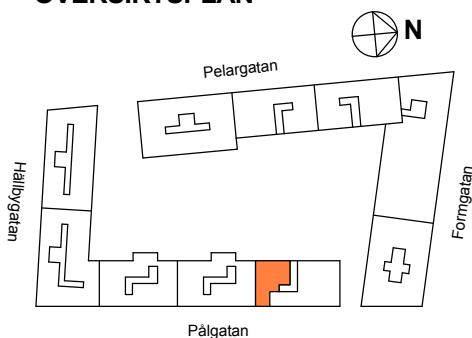 ÖVERSIKTSPLAN
N
Pelargatan
Hällbygatan
Formgatan
Pålgatan